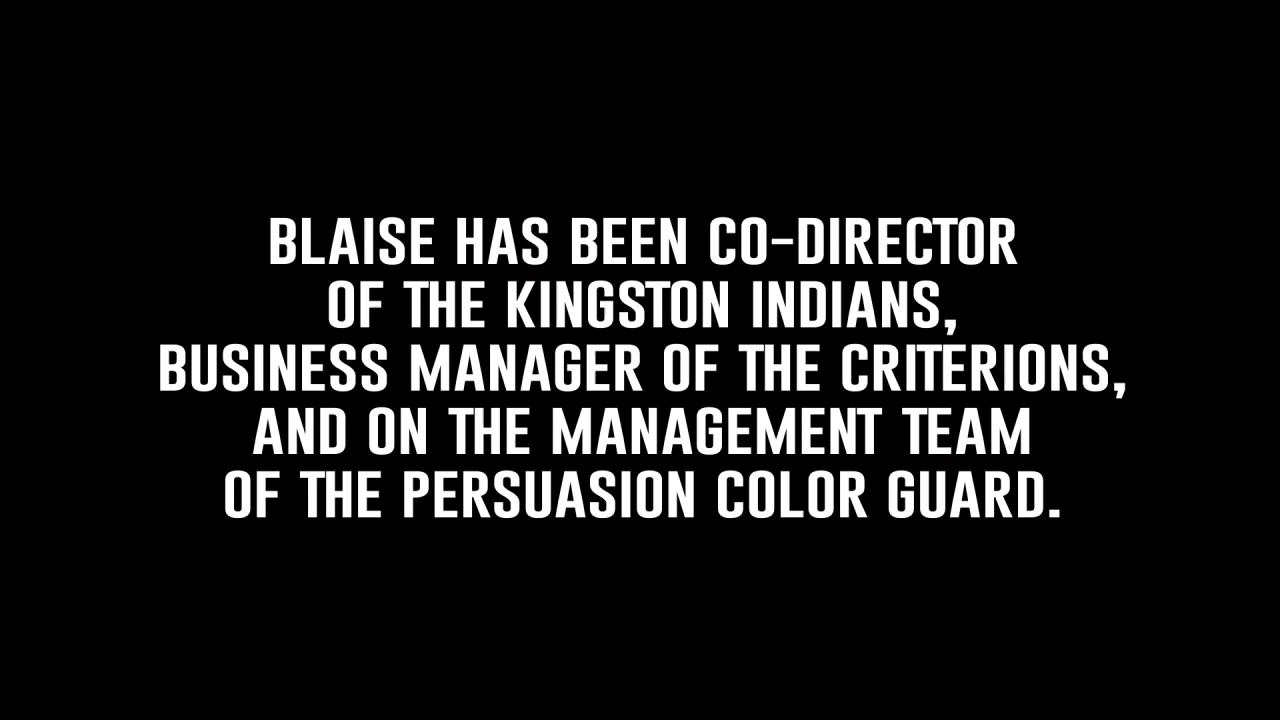 BLAISE HAS BEEN CO-DIRECTOR
OF THE KINGSTON INDIANS,
BUSINESS MANAGER OF THE CRITERIONS,
AND ON THE MANAGEMENT TEAM
OF THE PERSUASION COLOR GUARD.